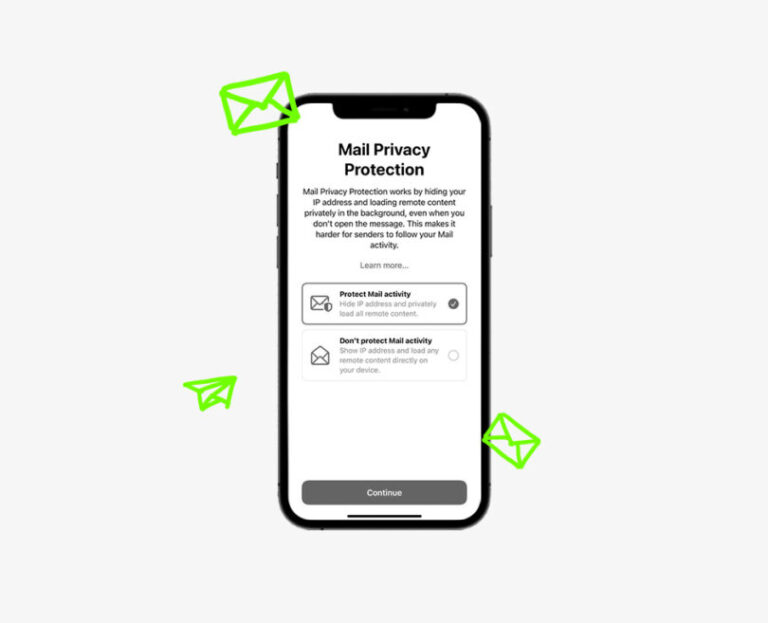 Mail Privacy
Protection
Mail Privacy Protection works by hiding your
IP address and loading remote content
privately in the background, even when you
don't open the message. This makes it
harder for senders to follow your Mail
activity.
Learn more...
Protect Mail activity
Hide IP address and privately
load all remote content.
Don't protect Mail activity
Show IP address and load any
remote content directly on
your device.
Continue